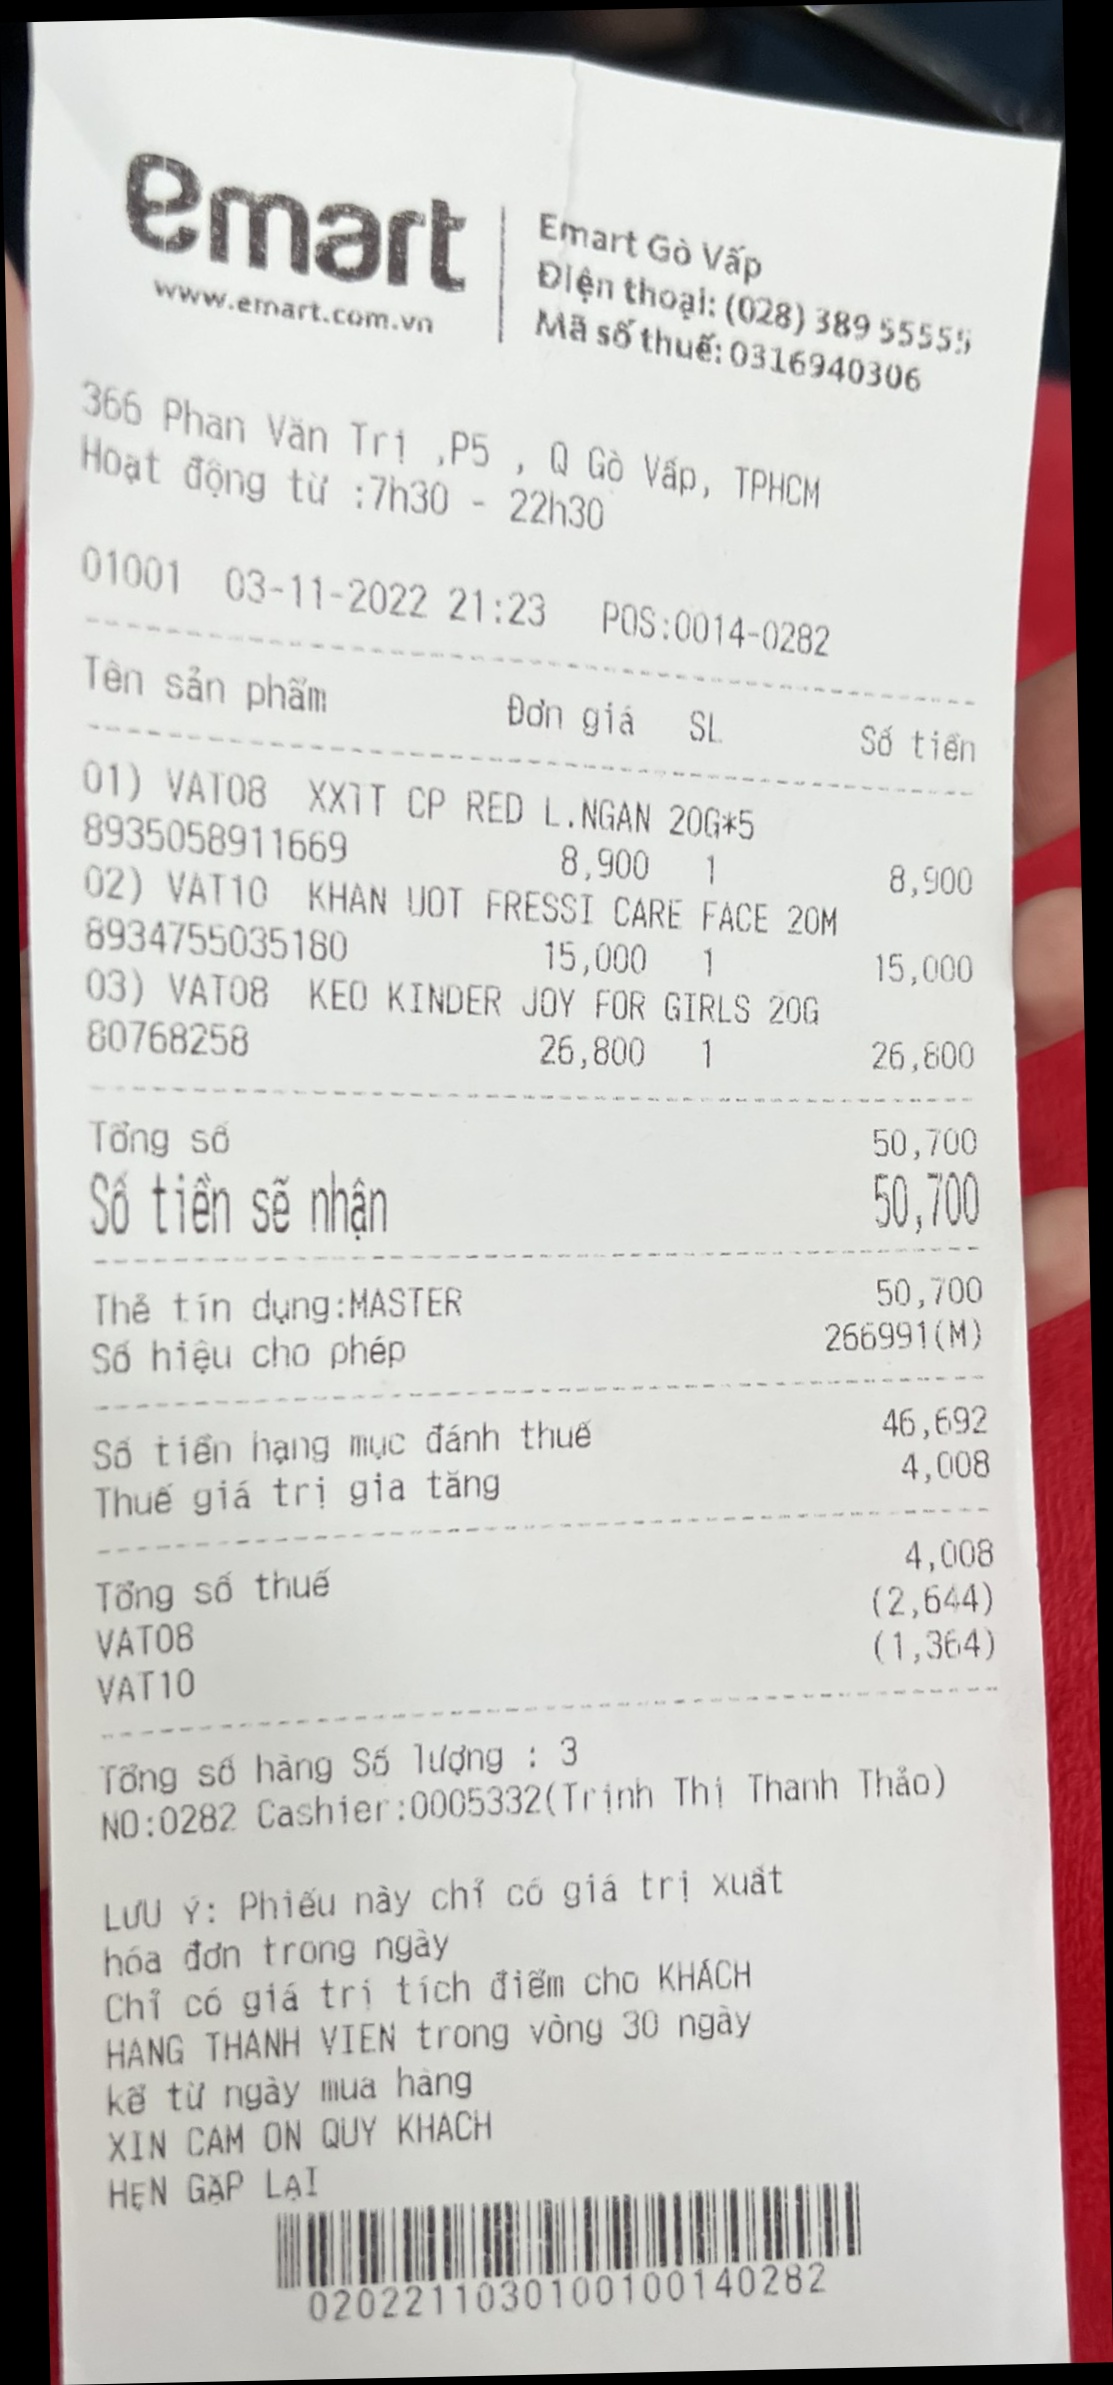 emart
www.emart.com.vn
Emart Gò Vấp
Điện thoại: (028) 389 55555
Mã số thuế: 0316940306
366 Phan Văn Trị ,P5 , Q Gò Vấp, TPHCM
Hoạt động từ :7h30 - 22h30
01001 03-11-2022 21:23 POS:0014-0282
Tên sản phẩm Đơn giá SL Số tiền
01) VAT08 XX1T CP RED L.NGAN 20G*5
8935058911669 8,900 1 8,900
02) VAT10 KHAN UOT FRESSI CARE FACE 20M
8934755035180 15,000 1 15,000
03) VAT08 KEO KINDER JOY FOR GIRLS 20G
80768258 26,800 1 26,800
Tổng số 50,700
Số tiền sẽ nhận 50,700
Thẻ tín dụng:MASTER 50,700
Số hiệu cho phép 266991(M)
Số tiền hạng mục đánh thuế 46,692
Thuế giá trị gia tăng 4,008
Tổng số thuế 4,008
VAT08 (2,644)
VAT10 (1,364)
Tổng số hàng Số lượng : 3
NO:0282 Cashier:0005332(Trịnh Thị Thanh Thảo)
LƯU Ý: Phiếu này chỉ có giá trị xuất
hóa đơn trong ngày
Chỉ có giá trị tích điểm cho KHÁCH
HANG THANH VIEN trong vòng 30 ngày
kể từ ngày mua hàng
XIN CAM ON QUY KHACH
HẸN GẶP LẠI
0202211030100100140282